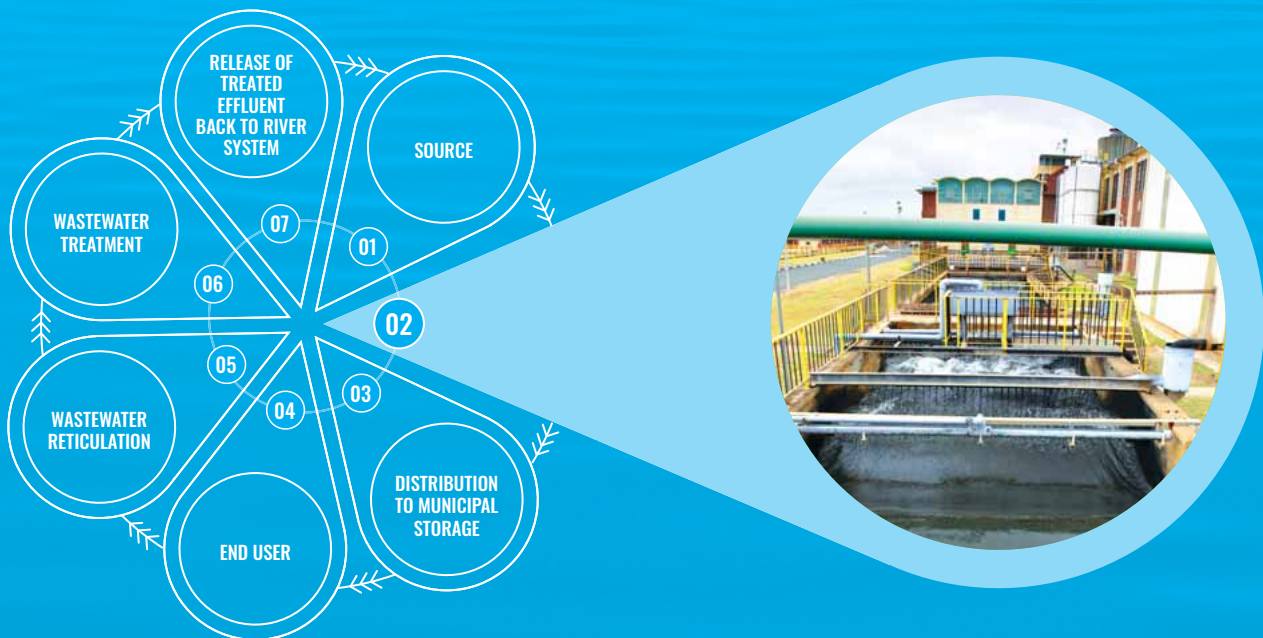 RELEASE OF
TREATED
EFFLUENT
BACK TO RIVER
SYSTEM
SOURCE
WASTEWATER
TREATMENT
07
01
06
02
05
03
04
WASTEWATER
RETICULATION
DISTRIBUTION
TO MUNICIPAL
STORAGE
END USER